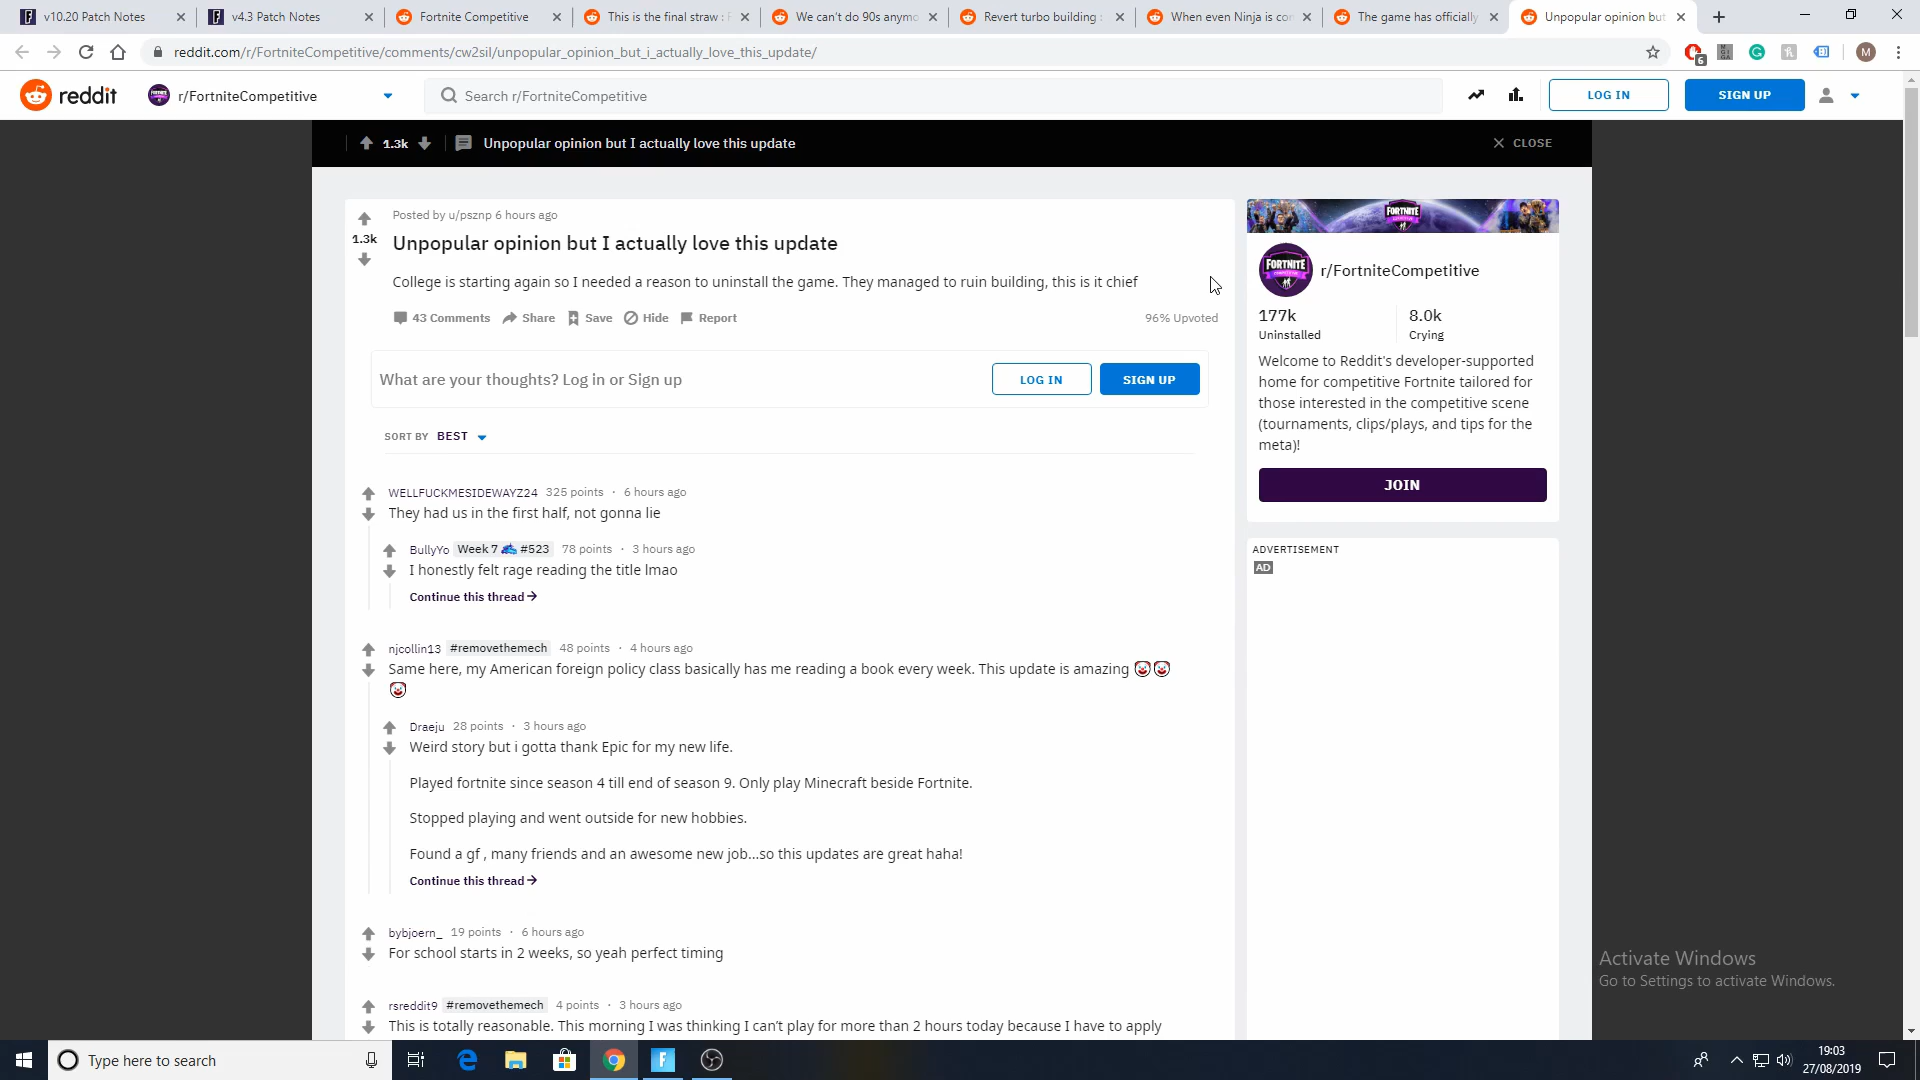 v10.20 Patch Notes
v4.3 Patch Notes
Fortnite Competitive
This is the final straw :
We can't do 90s anymo
Revert turbo building
When even Ninja is co
The game has officially
Unpopular opinion but
reddit.com/r/FortniteCompetitive/comments/cw2sil/unpopular_opinion_but_i_actually_love_this_update/
6
M
reddit
r/FortniteCompetitive
Search r/FortniteCompetitive
LOG IN
SIGN UP
1.3k
Unpopular opinion but I actually love this update
CLOSE
Posted by u/psznp 6 hours ago
1.3k
Unpopular opinion but I actually love this update
College is starting again so I needed a reason to uninstall the game. They managed to ruin building, this is it chief
43 Comments
Share
Save
Hide
Report
96% Upvoted
What are your thoughts? Log in or Sign up
LOG IN
SIGN UP
SORT BY BEST
WELLFUCKMESIDEWAYZ24 325 points · 6 hours ago
They had us in the first half, not gonna lie
BullyYo Week 7 #523 78 points · 3 hours ago
I honestly felt rage reading the title lmao
Continue this thread
njcollin13 #removethemech 48 points · 4 hours ago
Same here, my American foreign policy class basically has me reading a book every week. This update is amazing 🤡🤡
🤡
Draeju 28 points · 3 hours ago
Weird story but i gotta thank Epic for my new life.
Played fortnite since season 4 till end of season 9. Only play Minecraft beside Fortnite.
Stopped playing and went outside for new hobbies.
Found a gf , many friends and an awesome new job...so this updates are great haha!
Continue this thread
bybjoern_ 19 points · 6 hours ago
For school starts in 2 weeks, so yeah perfect timing
rsreddit9 #removethemech 4 points · 3 hours ago
This is totally reasonable. This morning I was thinking I can't play for more than 2 hours today because I have to apply
FORTNITE
FORTNITE
r/FortniteCompetitive
177k
Uninstalled
8.0k
Crying
Welcome to Reddit's developer-supported
home for competitive Fortnite tailored for
those interested in the competitive scene
(tournaments, clips/plays, and tips for the
meta)!
JOIN
ADVERTISEMENT
AD
Activate Windows
Go to Settings to activate Windows.
Type here to search
19:03
27/08/2019